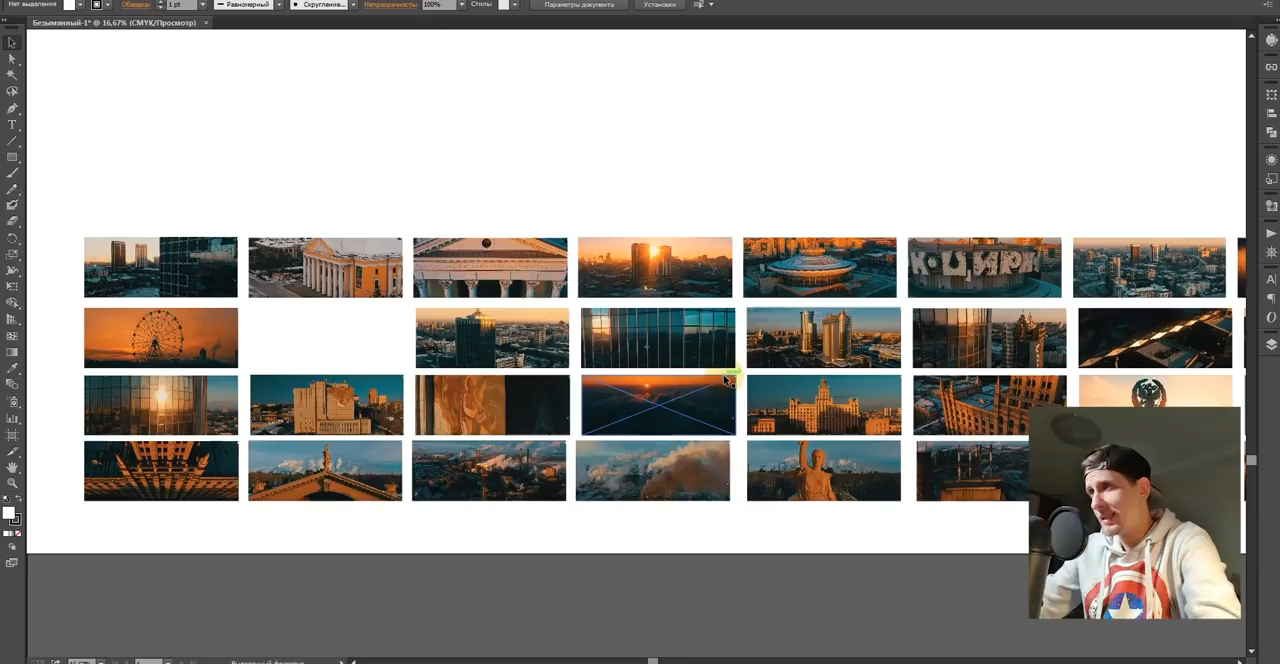 Нет выделения
Обводка: 1 pt Равномерный Скругление... Непрозрачность: 100% Стиль: Параметры документа Установки
Безымянный-1* @ 16,67% (CMYK/Просмотр) ×
К ЦИРК